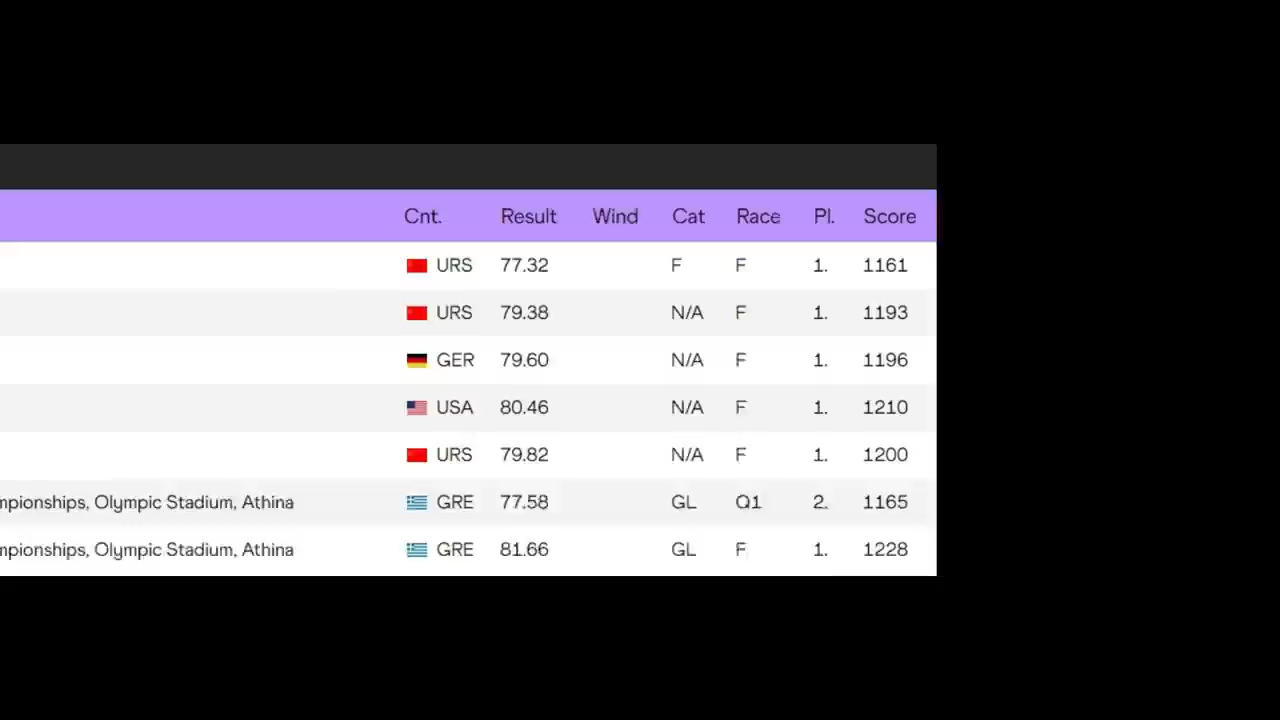 Cnt. Result Wind Cat Race Pl. Score
URS 77.32 F F 1. 1161
URS 79.38 N/A F 1. 1193
GER 79.60 N/A F 1. 1196
USA 80.46 N/A F 1. 1210
URS 79.82 N/A F 1. 1200
mpionships, Olympic Stadium, Athina GRE 77.58 GL Q1 2. 1165
mpionships, Olympic Stadium, Athina GRE 81.66 GL F 1. 1228